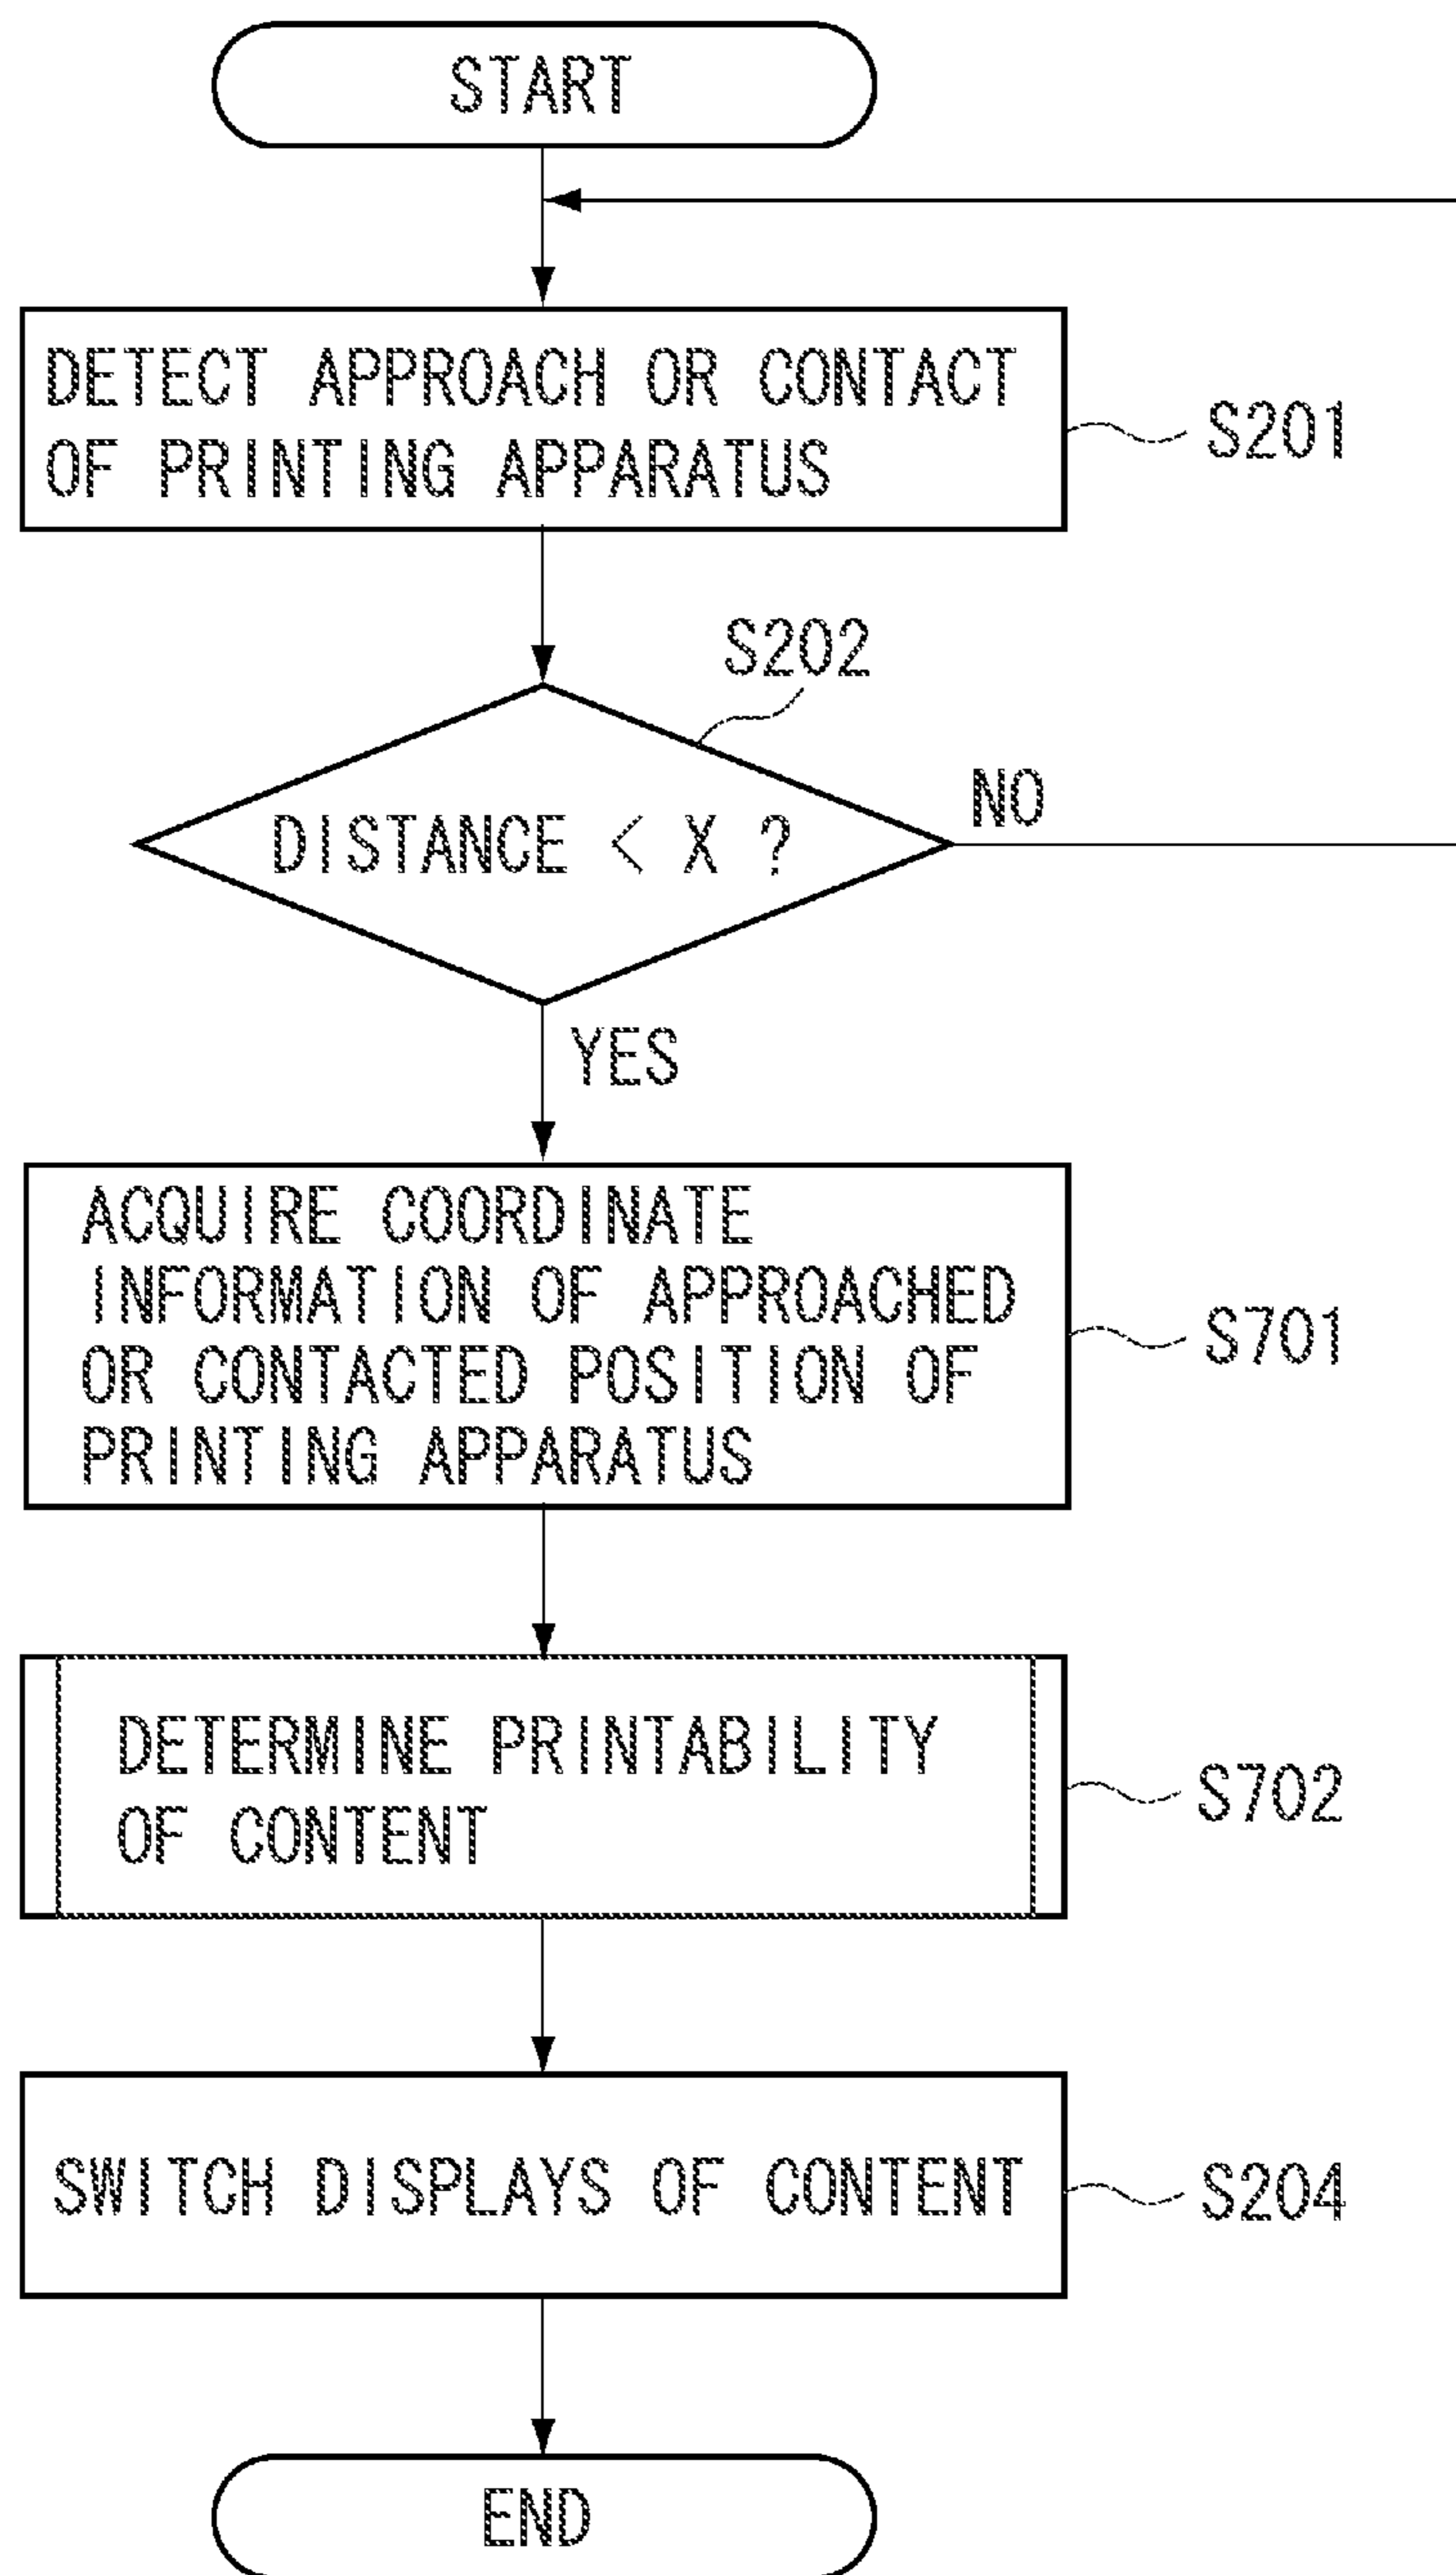 START
DETECT APPROACH OR CONTACT
OF PRINTING APPARATUS
S201
S202
DISTANCE < X ?
NO
YES
ACQUIRE COORDINATE
INFORMATION OF APPROACHED
OR CONTACTED POSITION OF
PRINTING APPARATUS
S701
DETERMINE PRINTABILITY
OF CONTENT
S702
SWITCH DISPLAYS OF CONTENT
S204
END